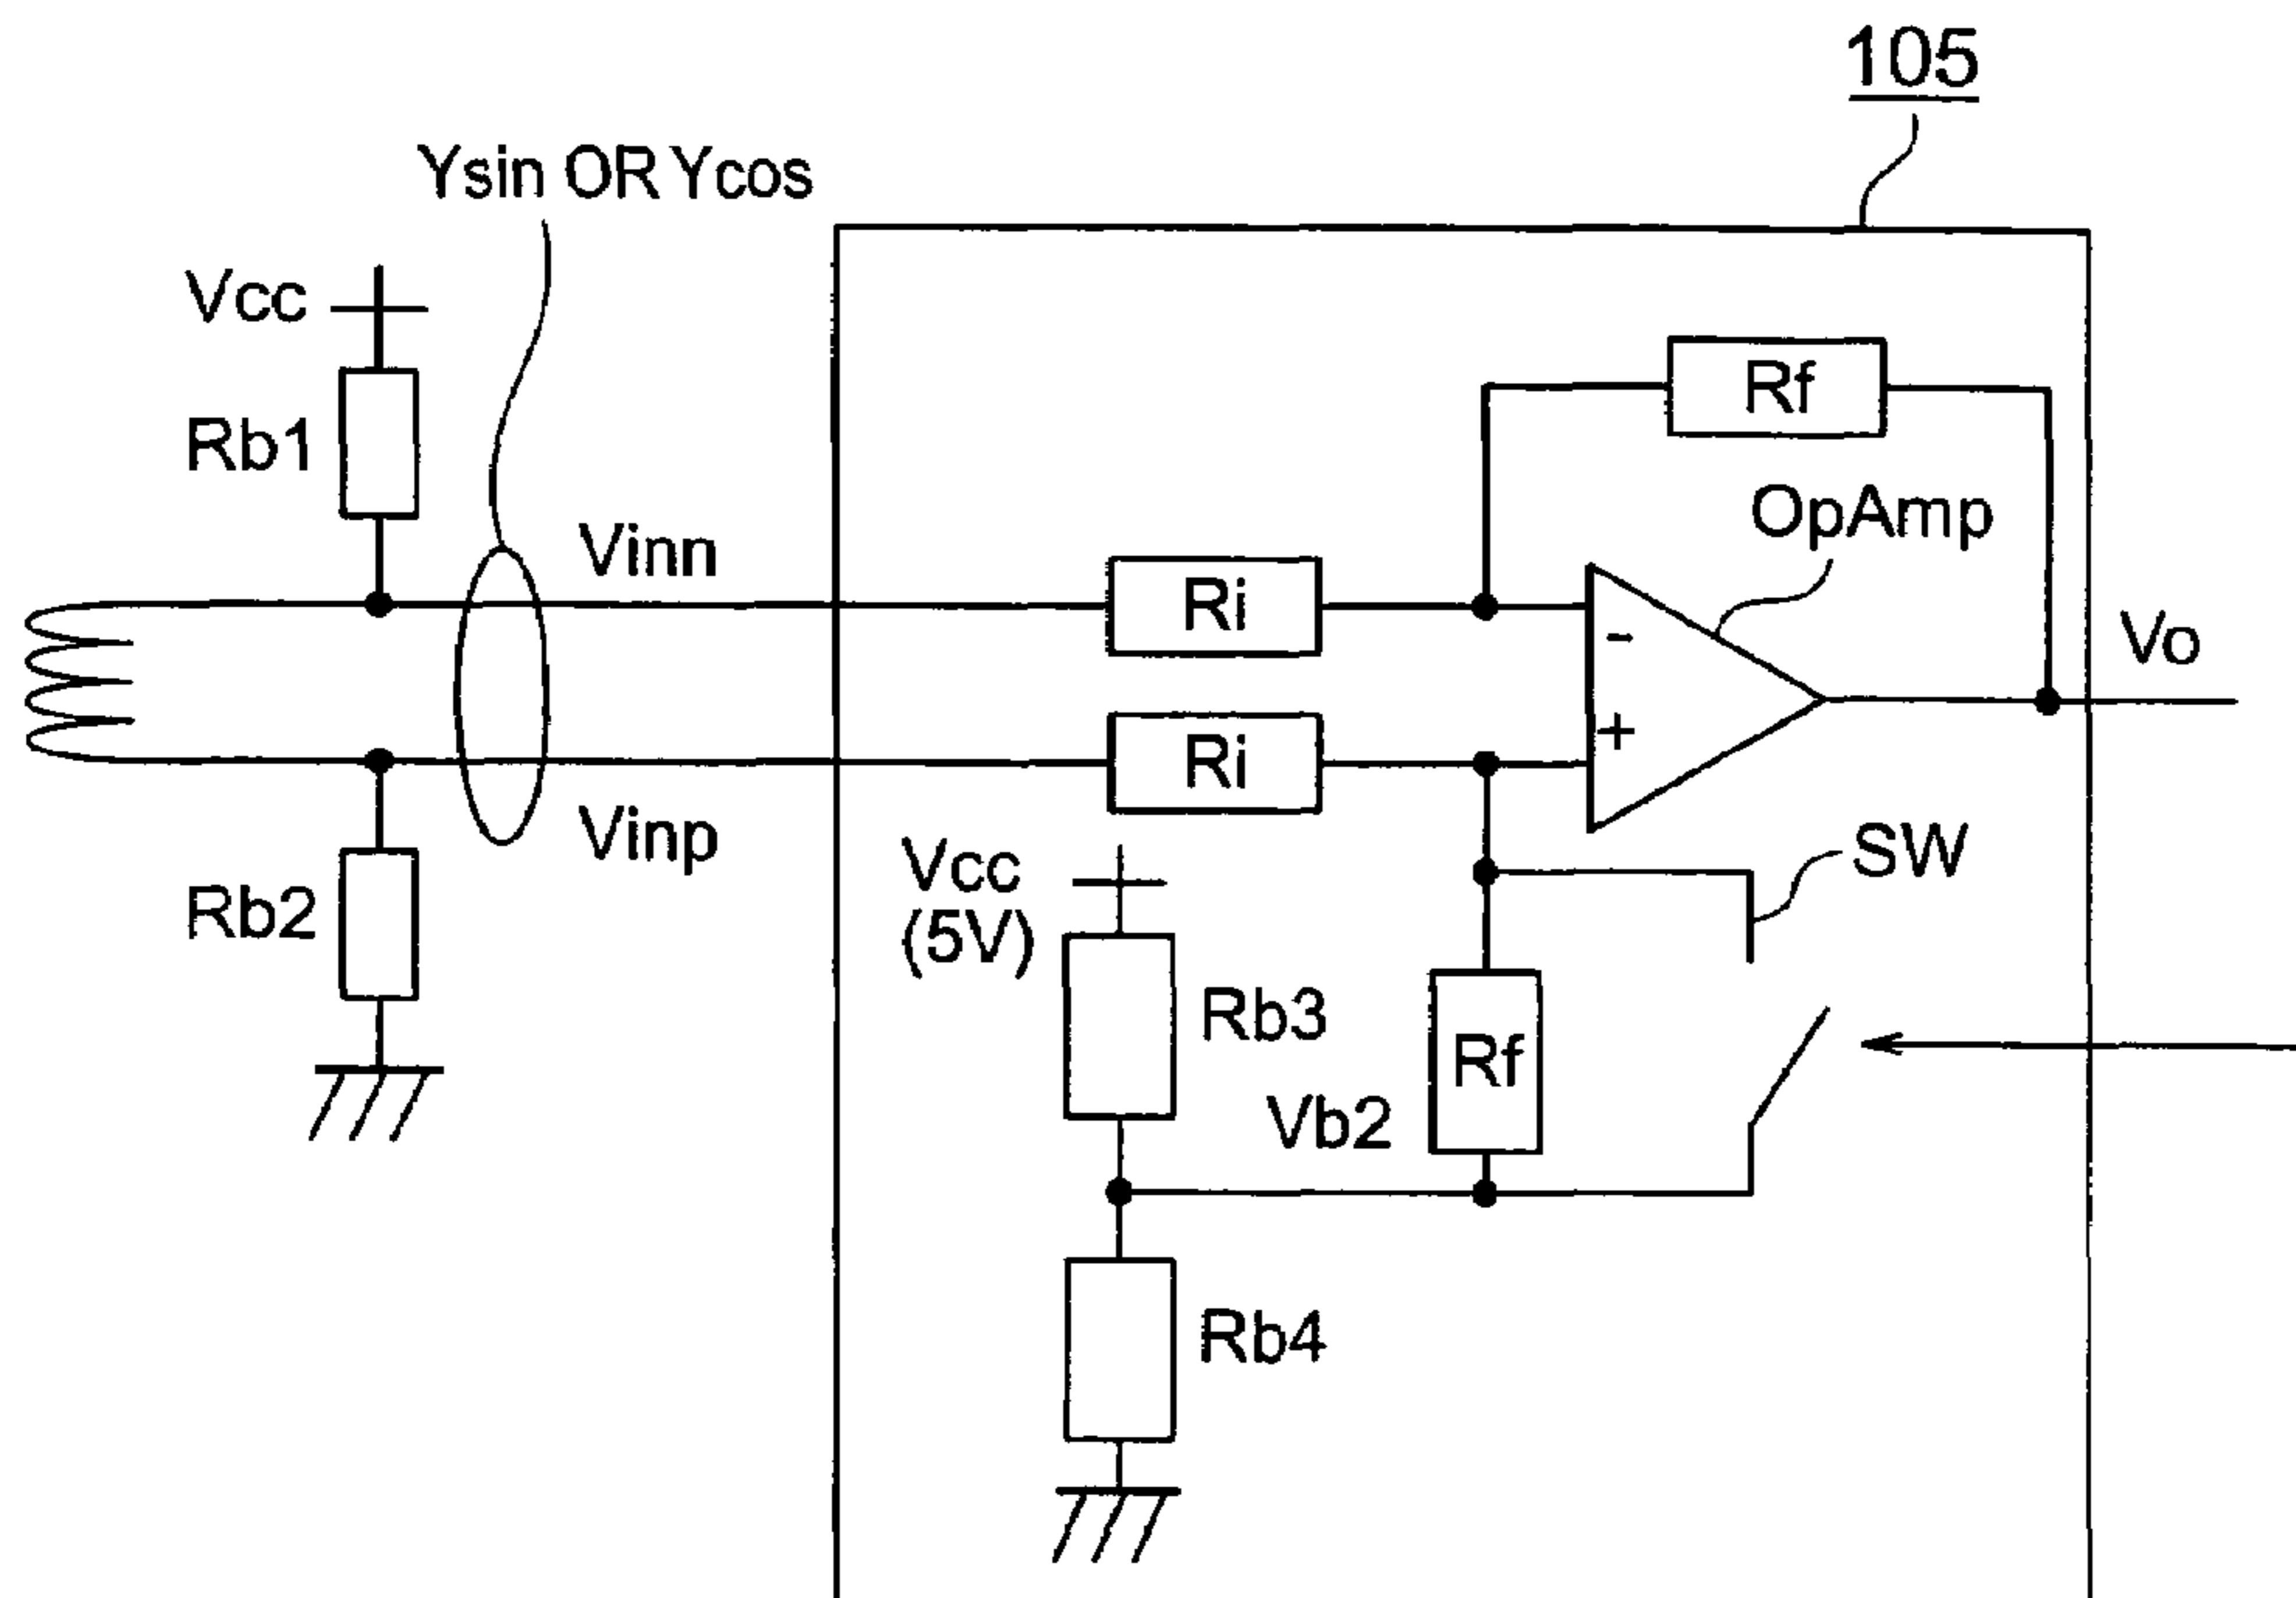 105
Ysin OR Ycos
Vcc
Rb1
Rf
OpAmp
Vinn
Ri
-
Vo
Ri
+
Vinp
Vcc
(5V)
SW
Rb2
Rb3
Rf
Vb2
Rb4